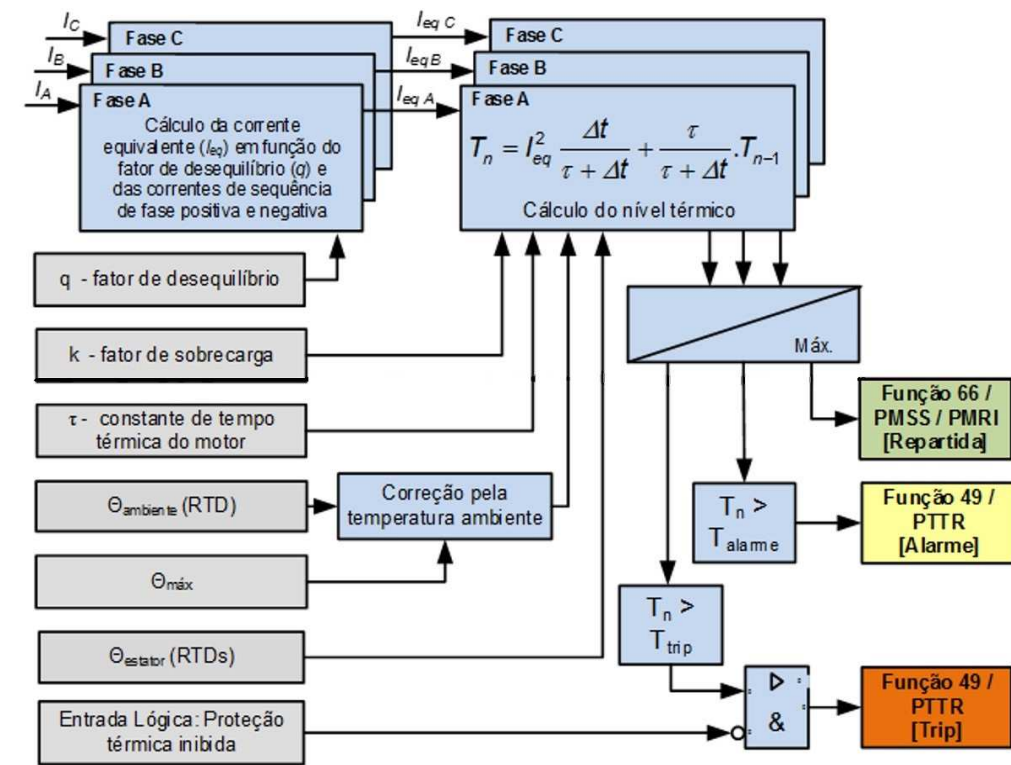 I_C
Fase C
I_B
Fase B
I_A
Fase A
Cálculo da corrente
equivalente (I_eq) em função do
fator de desequilíbrio (q) e
das correntes de sequência
de fase positiva e negativa
I_eq C
Fase C
I_eq B
Fase B
I_eq A
Fase A
T_n = I_eq^2 Δt / (τ + Δt) + τ / (τ + Δt) .T_{n-1}
Cálculo do nível térmico
q - fator de desequilíbrio
k - fator de sobrecarga
τ - constante de tempo
térmica do motor
Θ_ambiente (RTD)
Correção pela
temperatura ambiente
Θ_máx
Θ_estator (RTDs)
Entrada Lógica: Proteção
térmica inibida
Máx.
Função 66 /
PMSS / PMRI
[Repartida]
T_n >
T_alarme
Função 49 /
PTTR
[Alarme]
T_n >
T_trip
&
Função 49 /
PTTR
[Trip]